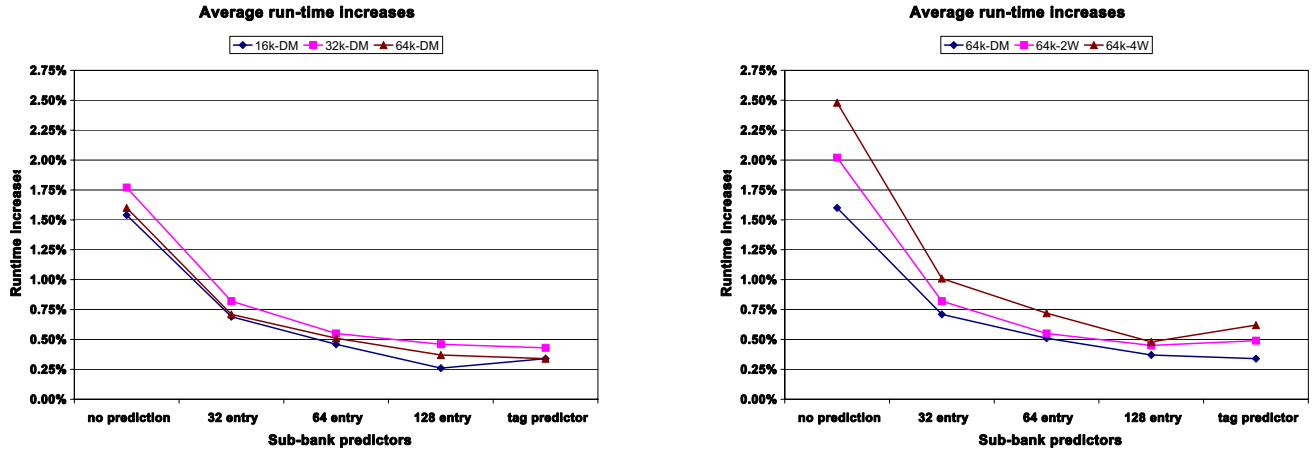 Average run-time increases
16k-DM 32k-DM 64k-DM
2.75%
2.50%
2.25%
2.00%
1.75%
1.50%
1.25%
1.00%
0.75%
0.50%
0.25%
0.00%
Runtime increases
no prediction 32 entry 64 entry 128 entry tag predictor
Sub-bank predictors
Average run-time increases
64k-DM 64k-2W 64k-4W
2.75%
2.50%
2.25%
2.00%
1.75%
1.50%
1.25%
1.00%
0.75%
0.50%
0.25%
0.00%
Runtime increases
no prediction 32 entry 64 entry 128 entry tag predictor
Sub-bank predictors